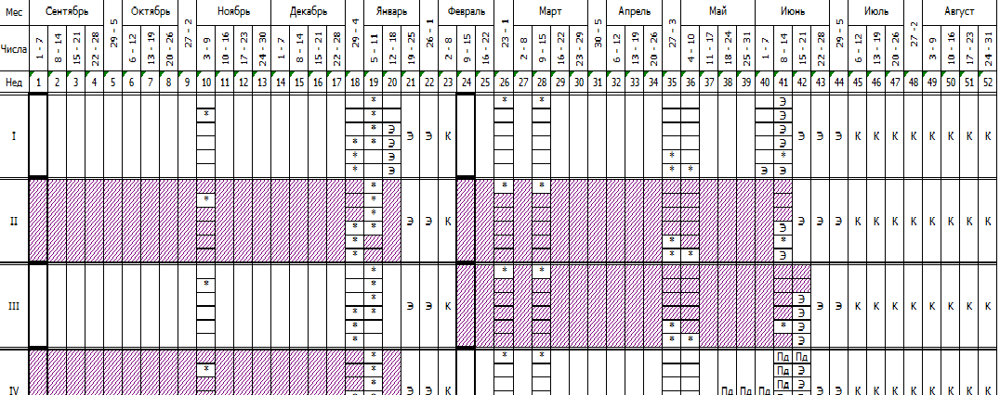 Мес Сентябрь 29 - 5 Октябрь 27 - 2 Ноябрь Декабрь 29 - 4 Январь 26 - 1 Февраль 23 - 1 Март 30 - 5 Апрель 27 - 3 Май Июнь 29 - 5 Июль 27 - 2 Август
Числа 1 - 7 8 - 14 15 - 21 22 - 28 6 - 12 13 - 19 20 - 26 3 - 9 10 - 16 17 - 23 24 - 30 1 - 7 8 - 14 15 - 21 22 - 28 5 - 11 12 - 18 19 - 25 2 - 8 9 - 15 16 - 22 2 - 8 9 - 15 16 - 22 23 - 29 6 - 12 13 - 19 20 - 26 4 - 10 11 - 17 18 - 24 25 - 31 1 - 7 8 - 14 15 - 21 22 - 28 6 - 12 13 - 19 20 - 26 3 - 9 10 - 16 17 - 23 24 - 31
Нед 1 2 3 4 5 6 7 8 9 10 11 12 13 14 15 16 17 18 19 20 21 22 23 24 25 26 27 28 29 30 31 32 33 34 35 36 37 38 39 40 41 42 43 44 45 46 47 48 49 50 51 52
* * * Э
* Э
* Э Э
I Э Э К Э Э Э К К К К К К К К
* * Э Э
* Э * *
* Э * * Э Э
* * *
*
*
II Э Э К Э Э Э К К К К К К К К
* * Э
* * *
* * * Э
* * *
*
* Э
III Э Э К Э Э К К К К К К К К
* * Э
* * * Э
* * * Э
* * * Пд Пд
* Пд Э
* Пд Э
IV Э Э К Пд Пд Пд Э Э Э К К К К К К К К